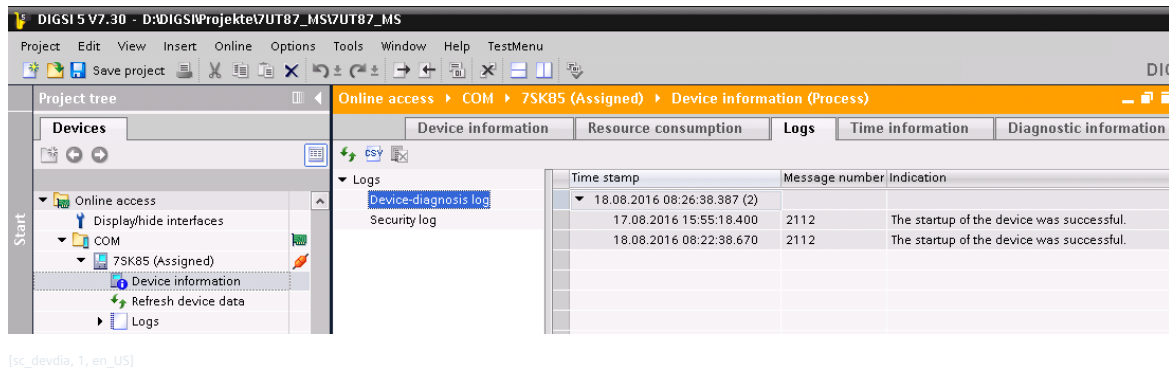 DIGSI 5 V7.30 - D:\DIGSI\Projekte\7UT87_MS\7UT87_MS
Project Edit View Insert Online Options Tools Window Help TestMenu
Save project
DIG
Project tree
Online access ▸ COM ▸ 7SK85 (Assigned) ▸ Device information (Process)
Devices
Device information Resource consumption Logs Time information Diagnostic information
CSV
Logs
Device-diagnosis log
Security log
Time stamp Message number Indication
18.08.2016 08:26:38.387 (2)
17.08.2016 15:55:18.400 2112 The startup of the device was successful.
18.08.2016 08:22:38.670 2112 The startup of the device was successful.
Start
Online access
Display/hide interfaces
COM
7SK85 (Assigned)
Device information
Refresh device data
Logs
[sc_devdia, 1, en_US]